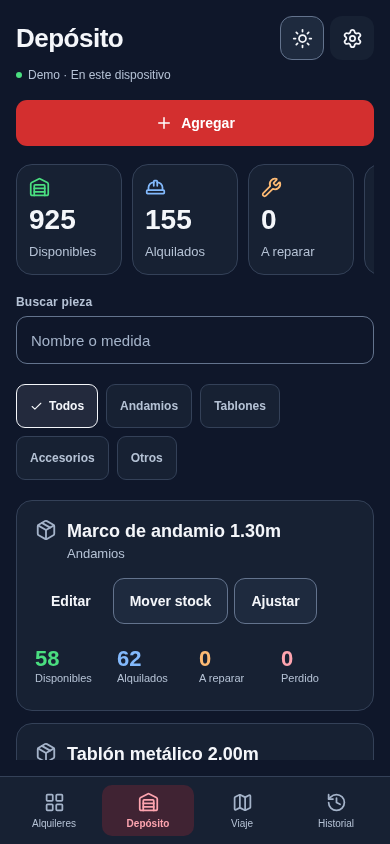 Depósito
Demo · En este dispositivo
Agregar
925 155 0
Disponibles Alquilados A reparar
Buscar pieza
Nombre o medida
Todos Andamios Tablones
Accesorios Otros
Marco de andamio 1.30m
Andamios
Editar Mover stock Ajustar
58 62 0 0
Disponibles Alquilados A reparar Perdido
Tablón metálico 2.00m
Alquileres Depósito Viaje Historial